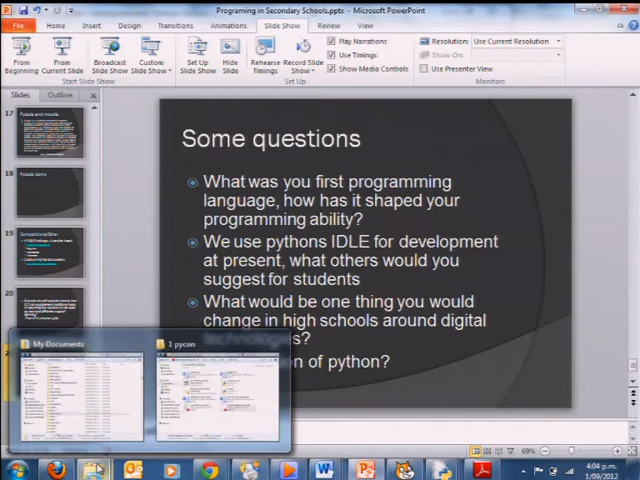 Programing in Secondary Schools.pptx - Microsoft PowerPoint
File
Home
Insert
Design
Transitions
Animations
Slide Show
Review
View
From
Beginning
From
Current Slide
Broadcast
Slide Show
Custom
Slide Show
Set Up
Slide Show
Hide
Slide
Rehearse
Timings
Record Slide
Show
Play Narrations
Use Timings
Show Media Controls
Resolution:
Use Current Resolution
Show On:
Use Presenter View
Start Slide Show
Set Up
Monitors
Slides
Outline
17
18
19
20
Some questions
What was you first programming
language, how has it shaped your
programming ability?
We use pythons IDLE for development
at present, what others would you
suggest for students
What would be one thing you would
change in high schools around digital
of python?
My Documents
1 pycon
69%
4:04 p.m.
1/09/2012